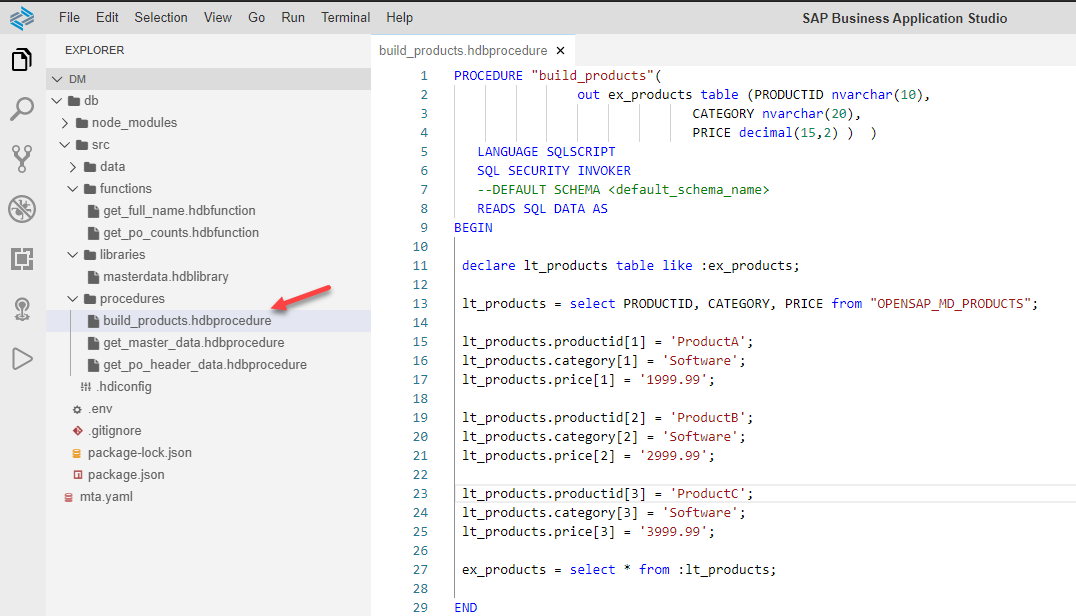 File Edit Selection View Go Run Terminal Help SAP Business Application Studio
EXPLORER
DM
db
node_modules
src
data
functions
get_full_name.hdbfunction
get_po_counts.hdbfunction
libraries
masterdata.hdblibrary
procedures
build_products.hdbprocedure
get_master_data.hdbprocedure
get_po_header_data.hdbprocedure
.hdiconfig
.env
.gitignore
package-lock.json
package.json
mta.yaml
build_products.hdbprocedure ×
1 PROCEDURE "build_products"(
2 out ex_products table (PRODUCTID nvarchar(10),
3 CATEGORY nvarchar(20),
4 PRICE decimal(15,2) ) )
5 LANGUAGE SQLSCRIPT
6 SQL SECURITY INVOKER
7 --DEFAULT SCHEMA <default_schema_name>
8 READS SQL DATA AS
9 BEGIN
10
11 declare lt_products table like :ex_products;
12
13 lt_products = select PRODUCTID, CATEGORY, PRICE from "OPENSAP_MD_PRODUCTS";
14
15 lt_products.productid[1] = 'ProductA';
16 lt_products.category[1] = 'Software';
17 lt_products.price[1] = '1999.99';
18
19 lt_products.productid[2] = 'ProductB';
20 lt_products.category[2] = 'Software';
21 lt_products.price[2] = '2999.99';
22
23 lt_products.productid[3] = 'ProductC';
24 lt_products.category[3] = 'Software';
25 lt_products.price[3] = '3999.99';
26
27 ex_products = select * from :lt_products;
28
29 END